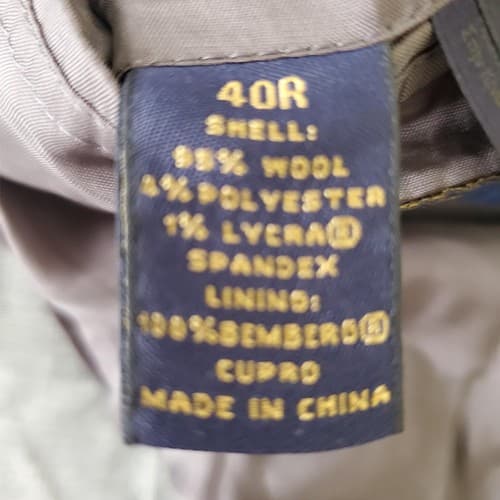 40R
SHELL:
95% WOOL
4% POLYESTER
1% LYCRA®
SPANDEX
LINING:
100% BEMBERG®
CUPRO
MADE IN CHINA